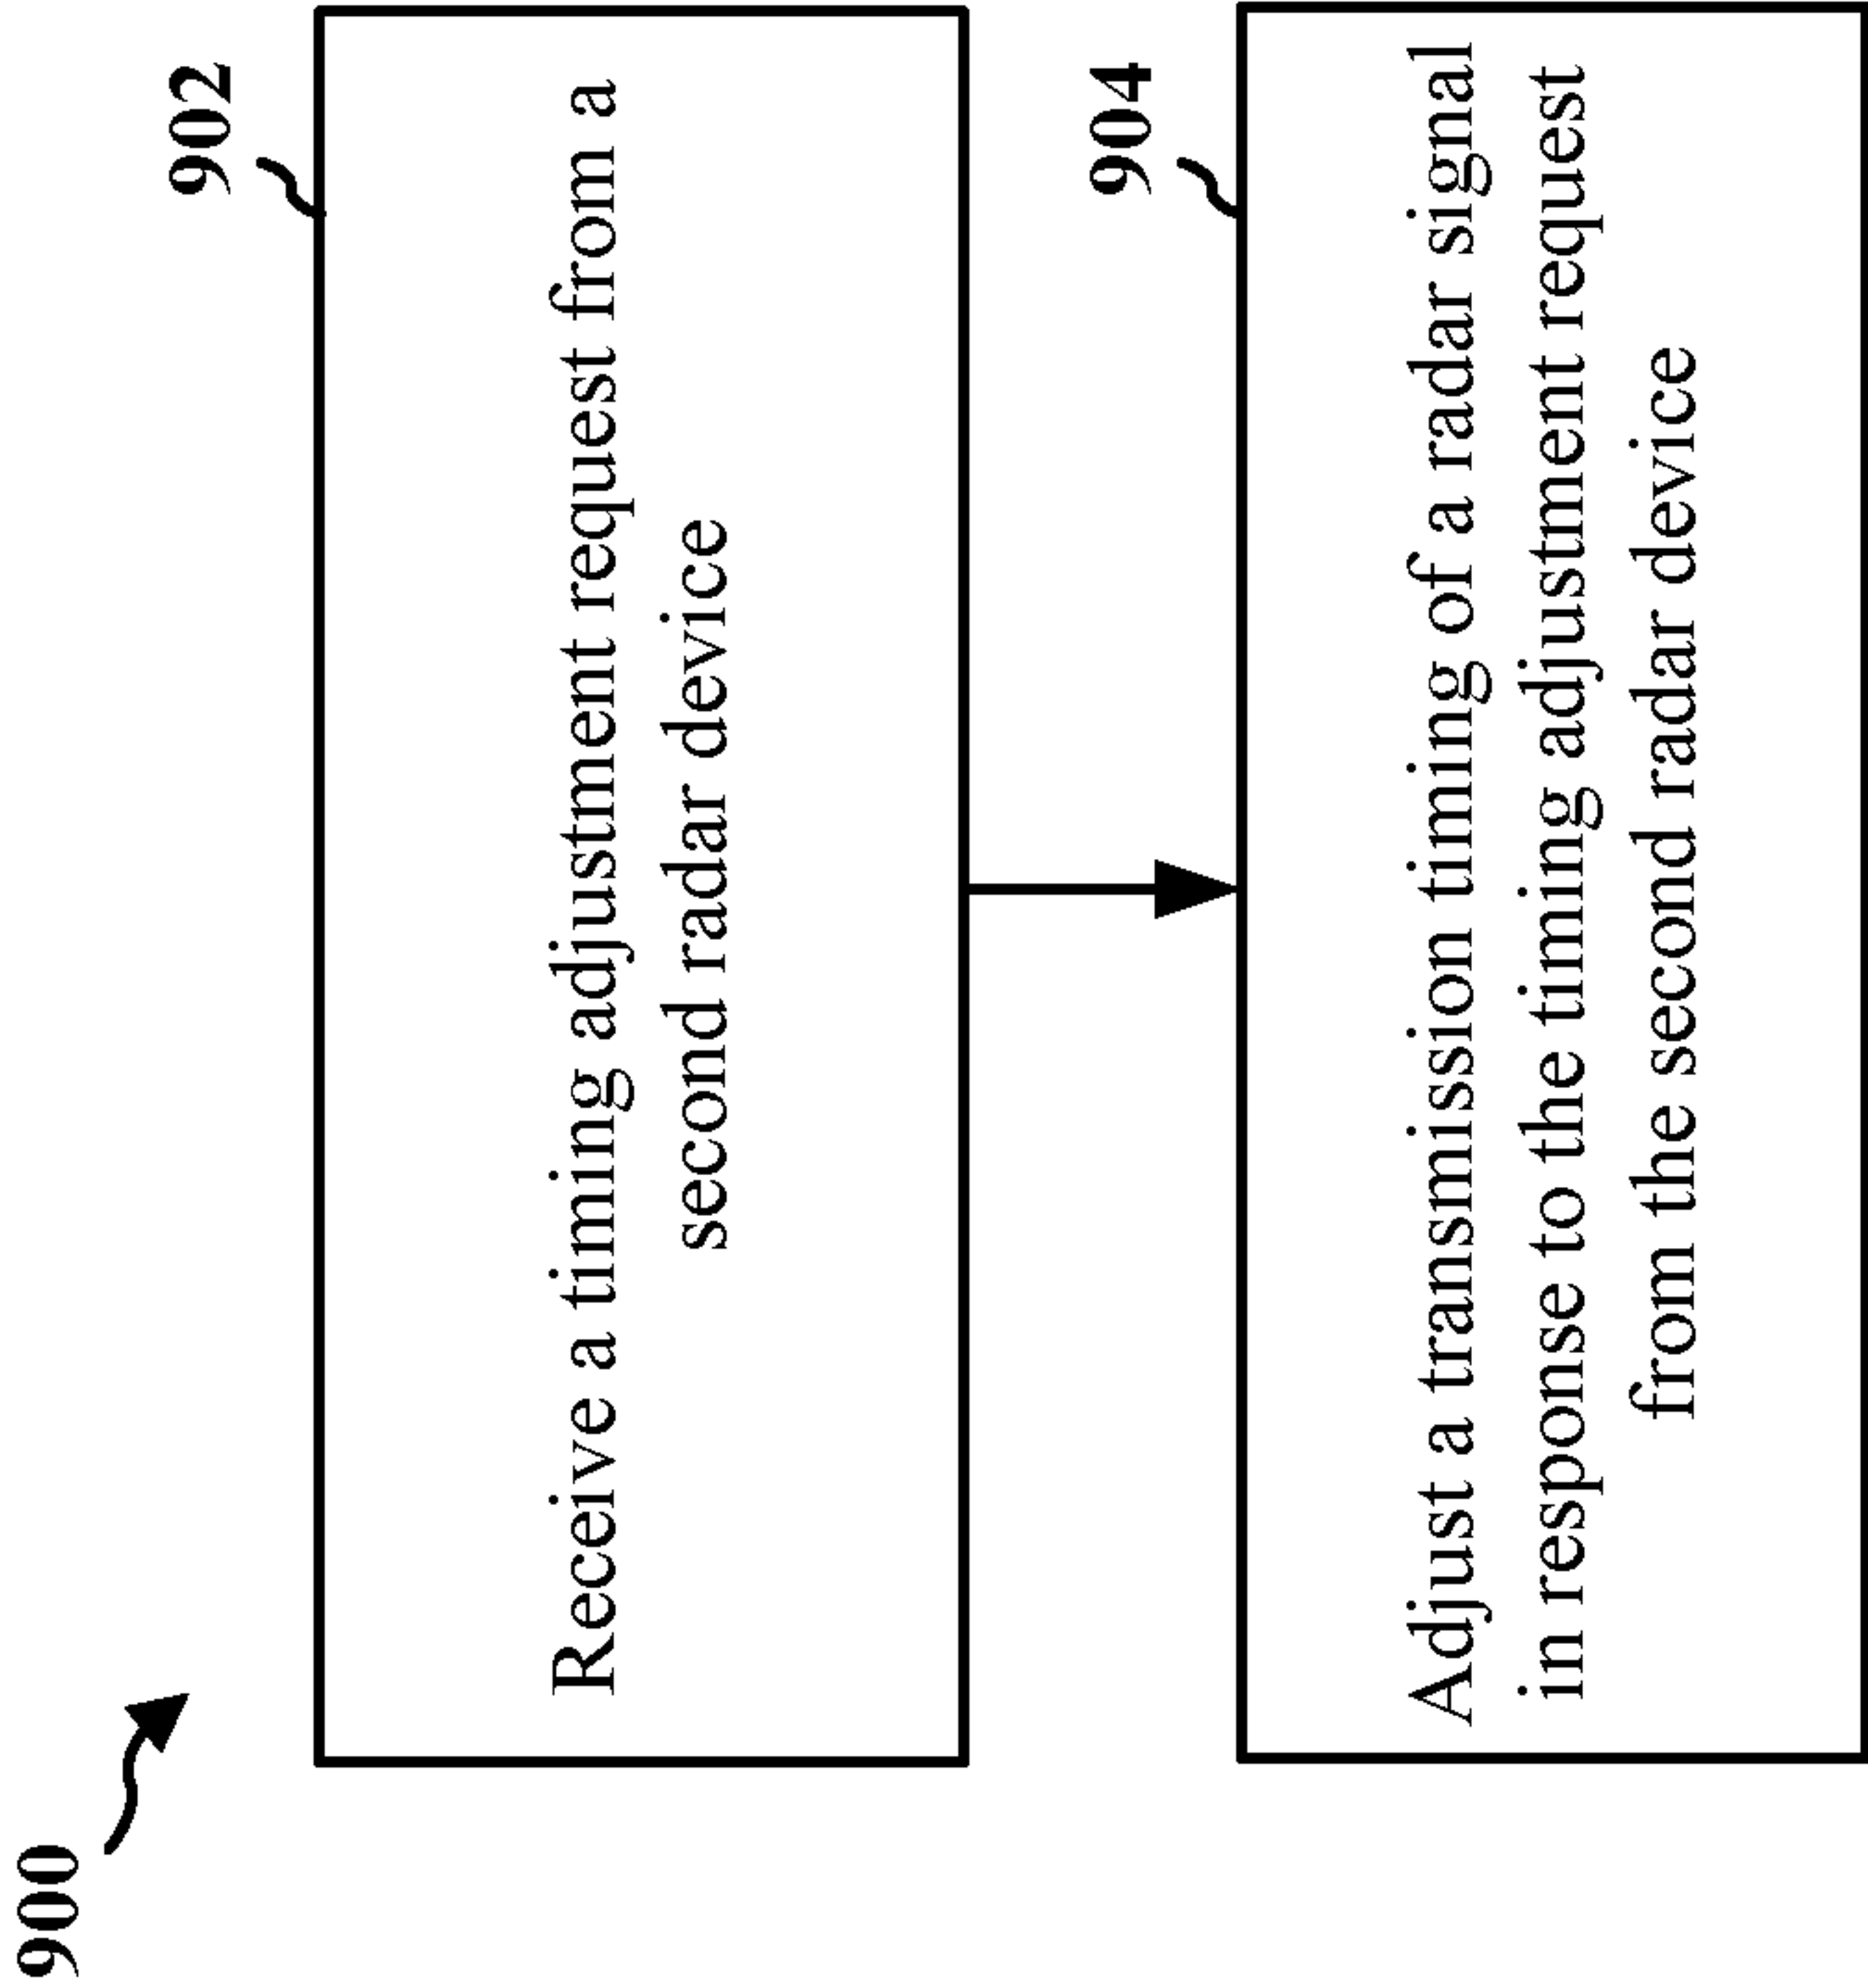 900
902
Receive a timing adjustment request from a
second radar device
904
Adjust a transmission timing of a radar signal
in response to the timing adjustment request
from the second radar device